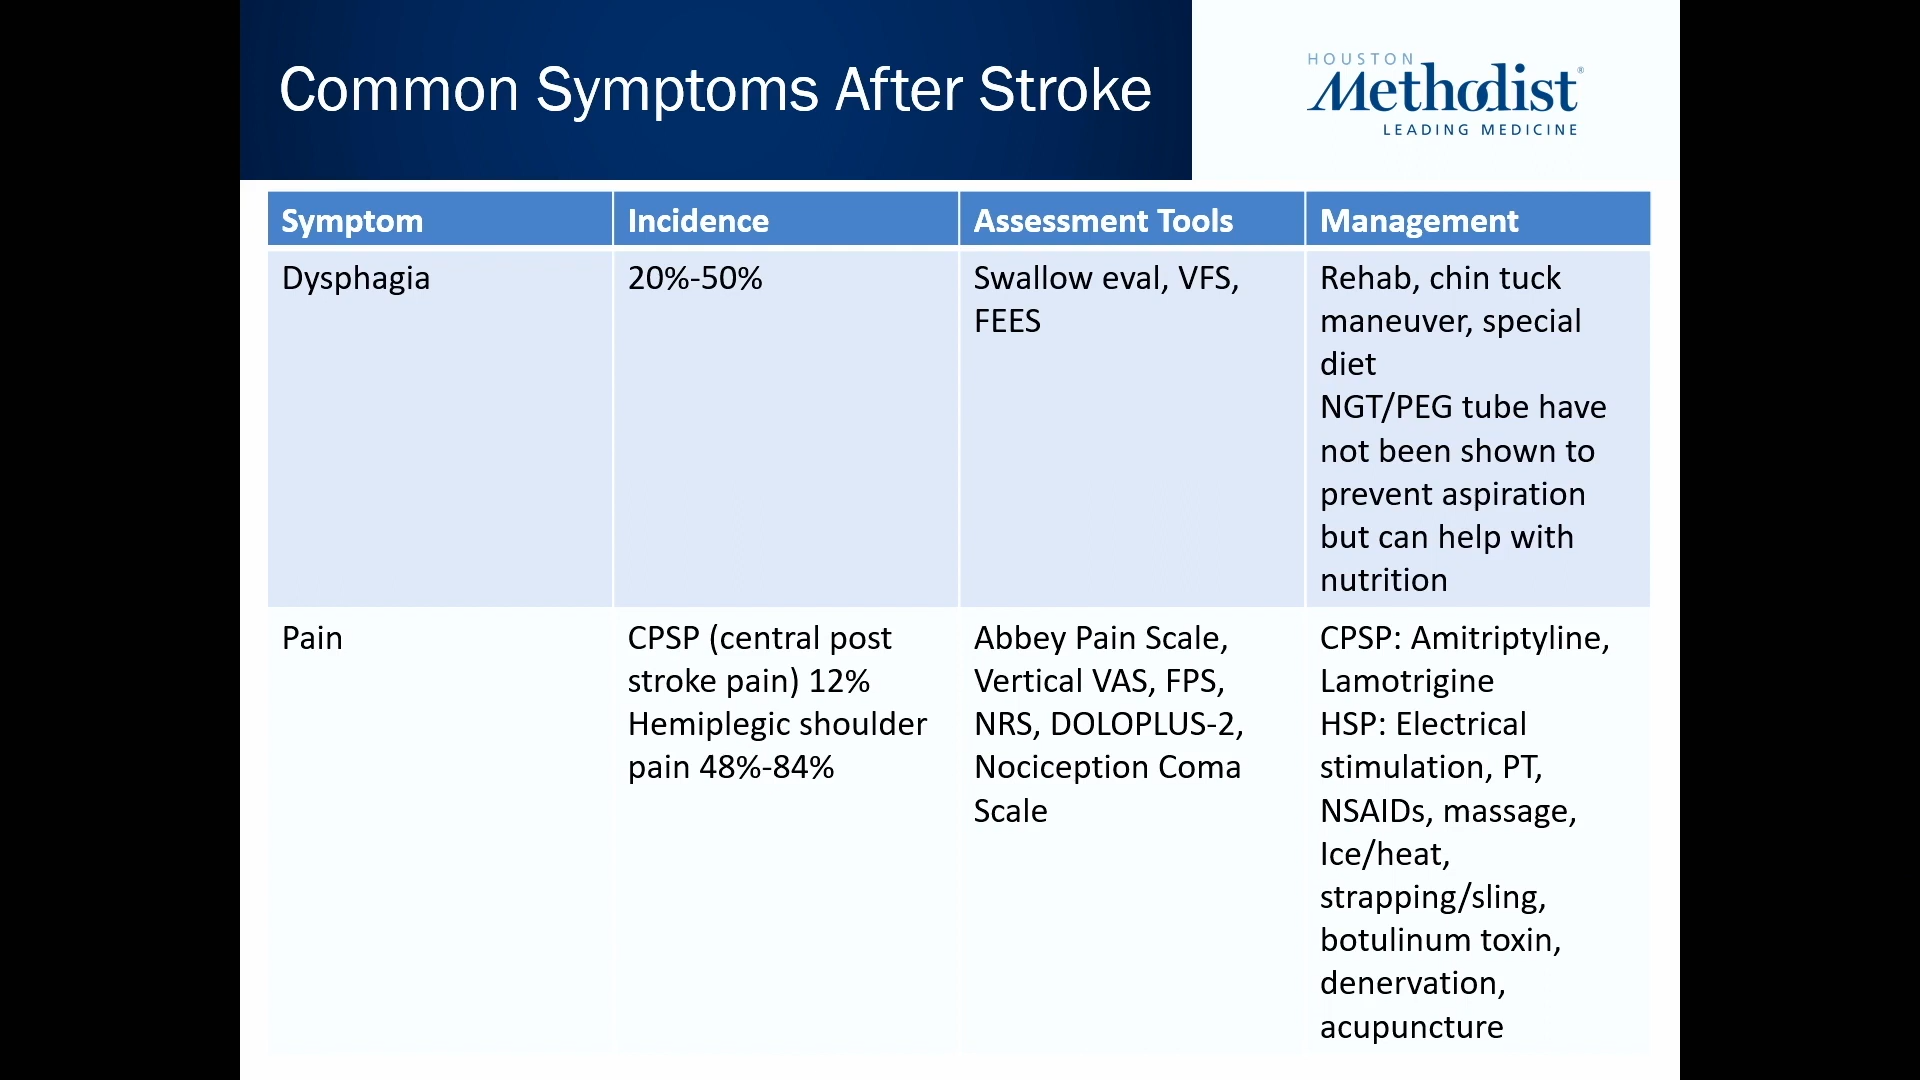 Common Symptoms After Stroke
HOUSTON
Methodist®
LEADING MEDICINE
Symptom
Incidence
Assessment Tools
Management
Dysphagia
20%-50%
Swallow eval, VFS,
FEES
Rehab, chin tuck
maneuver, special
diet
NGT/PEG tube have
not been shown to
prevent aspiration
but can help with
nutrition
Pain
CPSP (central post
stroke pain) 12%
Hemiplegic shoulder
pain 48%-84%
Abbey Pain Scale,
Vertical VAS, FPS,
NRS, DOLOPLUS-2,
Nociception Coma
Scale
CPSP: Amitriptyline,
Lamotrigine
HSP: Electrical
stimulation, PT,
NSAIDs, massage,
Ice/heat,
strapping/sling,
botulinum toxin,
denervation,
acupuncture